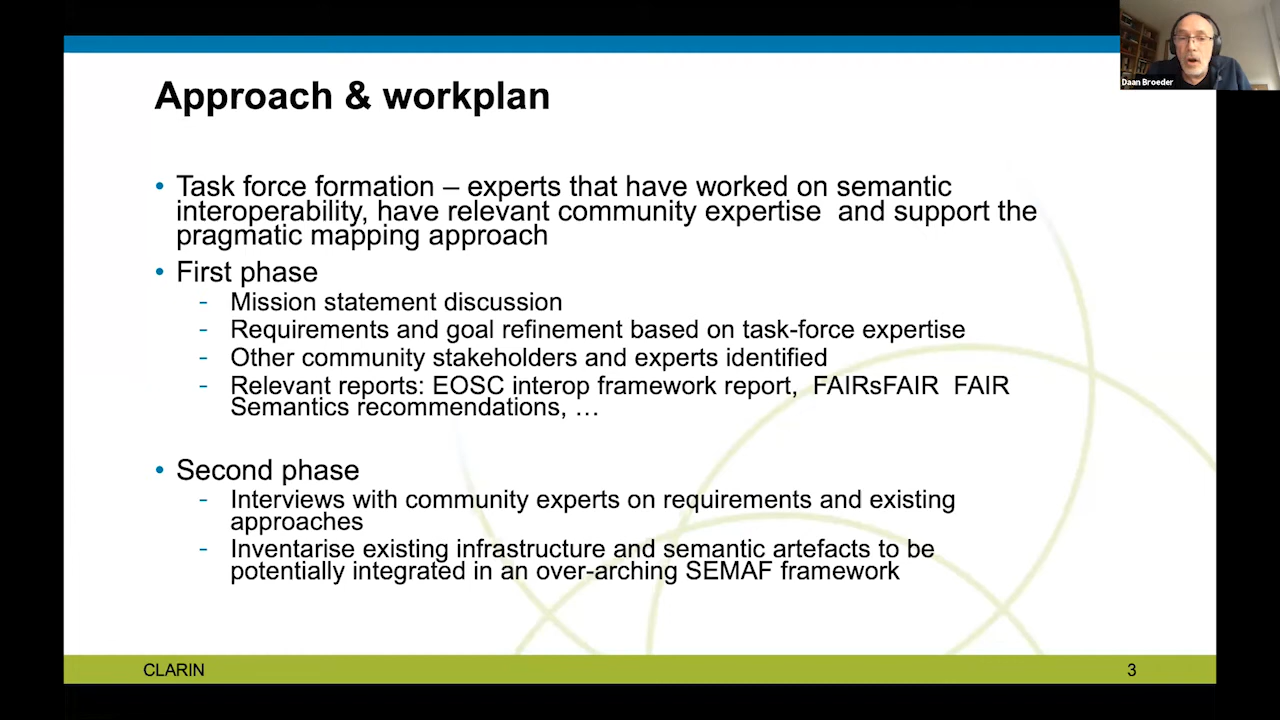 Daan Broeder
Approach & workplan
• Task force formation – experts that have worked on semantic
interoperability, have relevant community expertise and support the
pragmatic mapping approach
• First phase
- Mission statement discussion
- Requirements and goal refinement based on task-force expertise
- Other community stakeholders and experts identified
- Relevant reports: EOSC interop framework report, FAIRsFAIR FAIR
Semantics recommendations, …
• Second phase
- Interviews with community experts on requirements and existing
approaches
- Inventarise existing infrastructure and semantic artefacts to be
potentially integrated in an over-arching SEMAF framework
CLARIN
3